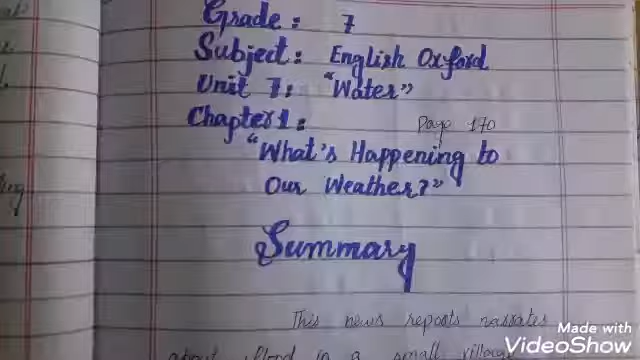 Grade: 7
Subject: English Oxford
Unit 7: "Water"
Chapter 1:
Page 170
"What's Happening to
Our Weather?"
Summary
This news reports narrates
about flood in a small village
Made with
VideoShow